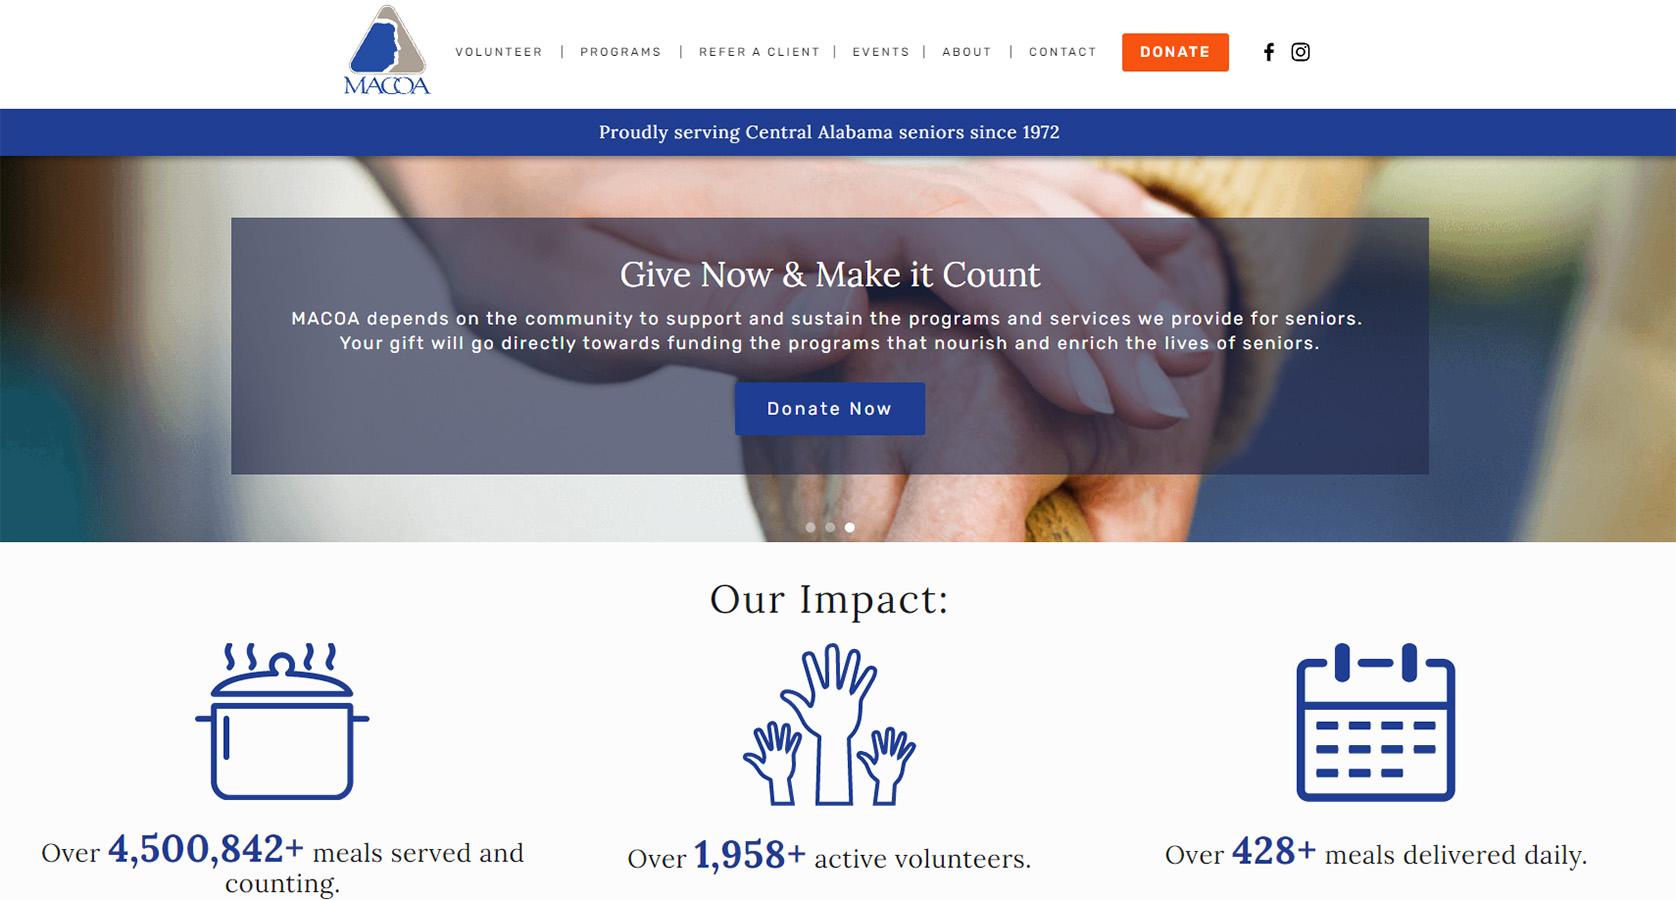 MACOA
VOLUNTEER | PROGRAMS | REFER A CLIENT | EVENTS | ABOUT | CONTACT
DONATE
Proudly serving Central Alabama seniors since 1972
Give Now & Make it Count
MACOA depends on the community to support and sustain the programs and services we provide for seniors.
Your gift will go directly towards funding the programs that nourish and enrich the lives of seniors.
Donate Now
Our Impact:
Over 4,500,842+ meals served and
counting.
Over 1,958+ active volunteers.
Over 428+ meals delivered daily.